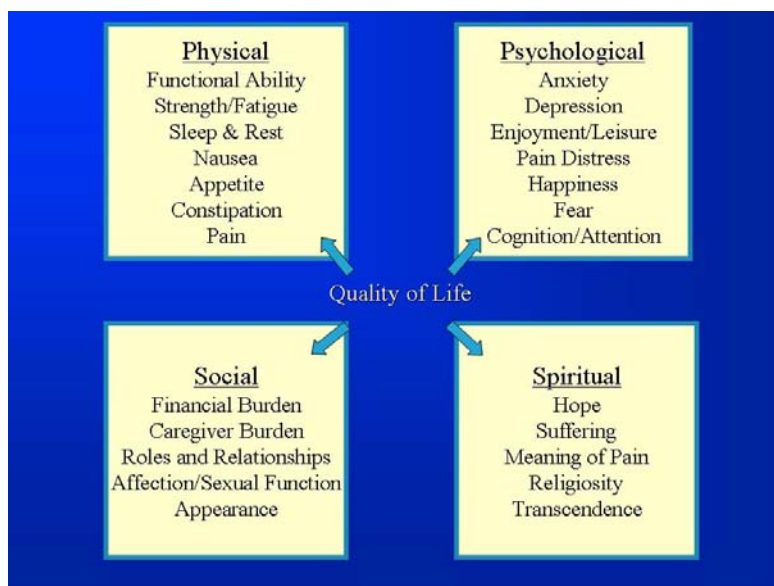 Physical
Functional Ability
Strength/Fatigue
Sleep & Rest
Nausea
Appetite
Constipation
Pain
Psychological
Anxiety
Depression
Enjoyment/Leisure
Pain Distress
Happiness
Fear
Cognition/Attention
Quality of Life
Social
Financial Burden
Caregiver Burden
Roles and Relationships
Affection/Sexual Function
Appearance
Spiritual
Hope
Suffering
Meaning of Pain
Religiosity
Transcendence